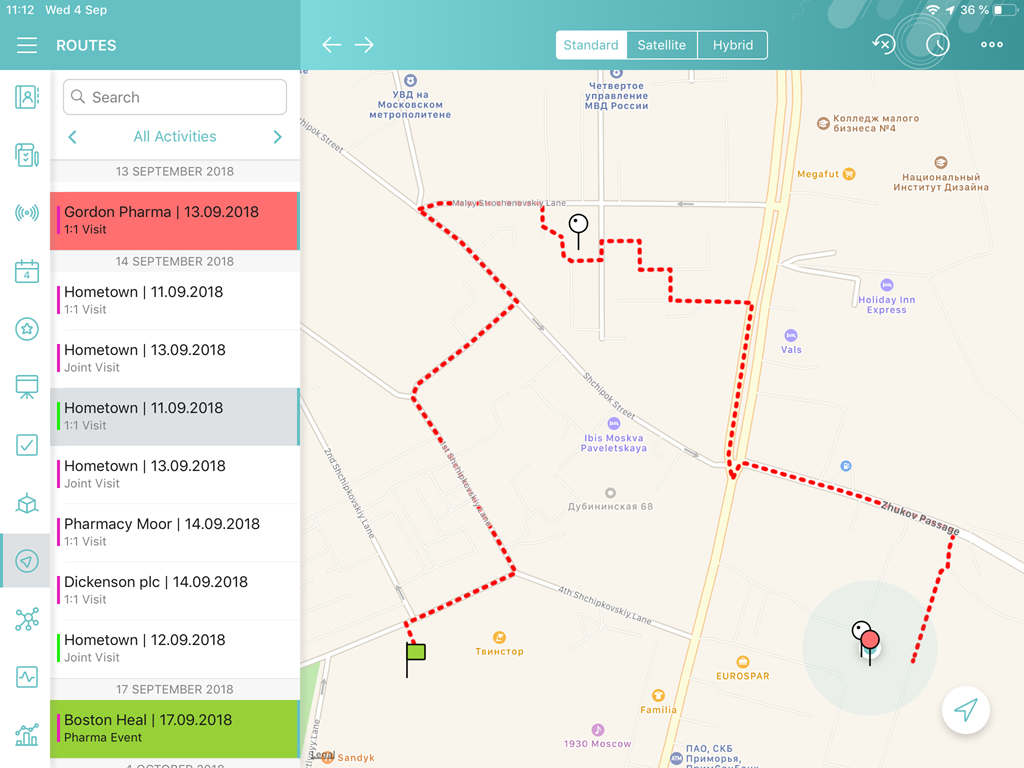 11:12 Wed 4 Sep
36 %
ROUTES
Standard
Satellite
Hybrid
Search
All Activities
13 SEPTEMBER 2018
Gordon Pharma | 13.09.2018
1:1 Visit
14 SEPTEMBER 2018
Hometown | 11.09.2018
1:1 Visit
Hometown | 13.09.2018
Joint Visit
Hometown | 11.09.2018
1:1 Visit
Hometown | 13.09.2018
Joint Visit
Pharmacy Moor | 14.09.2018
1:1 Visit
Dickenson plc | 14.09.2018
1:1 Visit
Hometown | 12.09.2018
Joint Visit
17 SEPTEMBER 2018
Boston Heal | 17.09.2018
Pharma Event
4
УВД на
Московском
метрополитене
Четвертое
управление
МВД России
Колледж малого
бизнеса №4
Megafut
Национальный
Институт Дизайна
Malyy Strochenovskiy Lane
Holiday Inn
Express
Vals
Shchipok Street
Ibis Moskva
Paveletskaya
Дубининская 68
1st Shchipkovskiy Lane
2nd Shchipkovskiy Lane
Zhukov Passage
4th Shchipkovskiy Lane
Твинстор
EUROSPAR
Familia
1930 Moscow
Legal
Sandyk
ATM
ПАО, СКБ
Приморья,